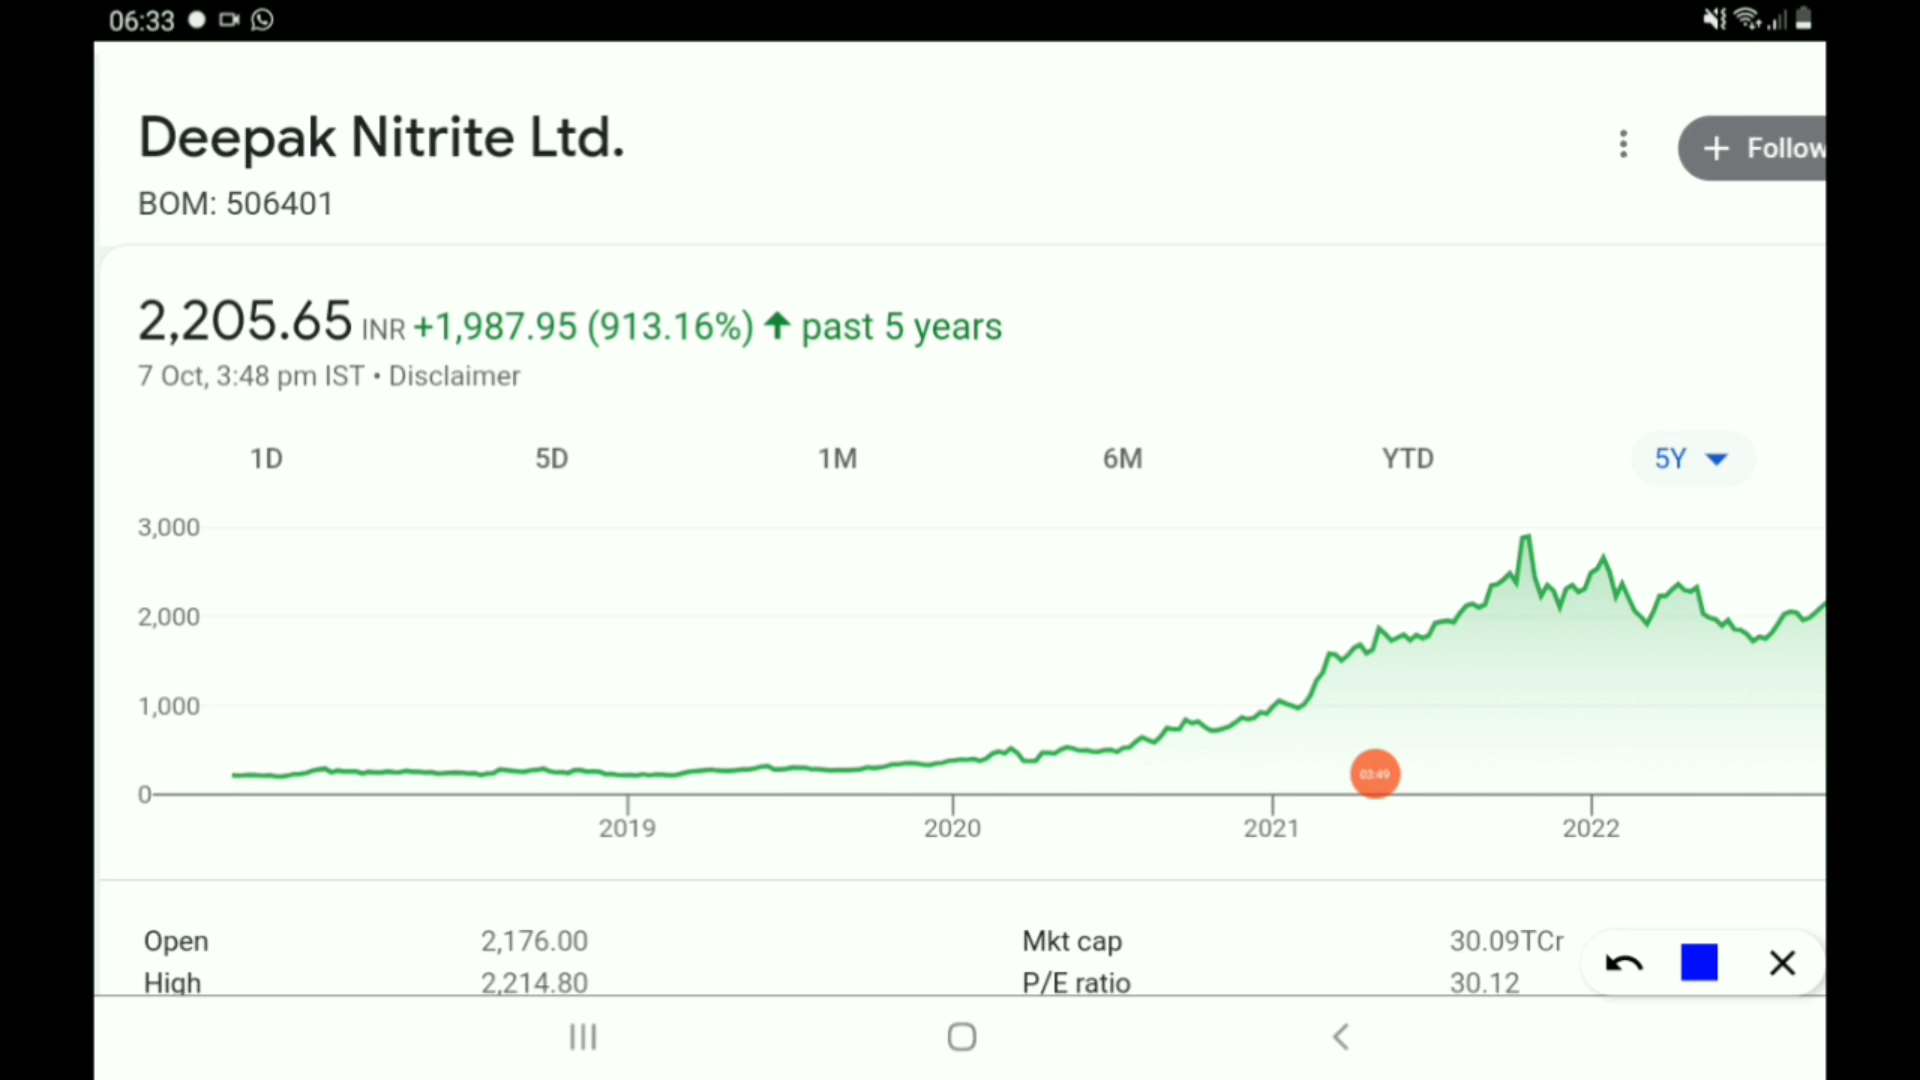 06:33
Deepak Nitrite Ltd.
+ Follow
BOM: 506401
2,205.65 INR +1,987.95 (913.16%) ↑ past 5 years
7 Oct, 3:48 pm IST • Disclaimer
1D 5D 1M 6M YTD 5Y
3,000
2,000
1,000
0
03:49
2019 2020 2021 2022
Open 2,176.00 Mkt cap 30.09TCr
High 2,214.80 P/E ratio 30.12